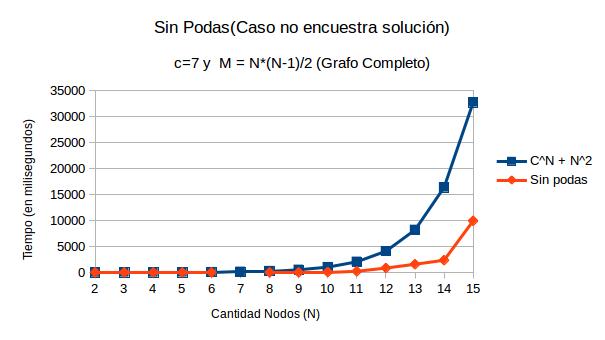 Sin Podas(Caso no encuestra solución)
c=7 y M = N*(N-1)/2 (Grafo Completo)
Tiempo (en milisegundos)
35000
30000
25000
20000
15000
10000
5000
0
2 3 4 5 6 7 8 9 10 11 12 13 14 15
Cantidad Nodos (N)
C^N + N^2
Sin podas